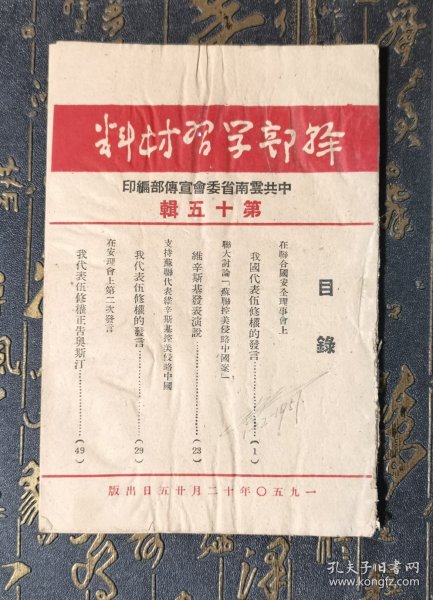 幹部学習材料
中共雲南省委會宣傳部編印
第十五輯
目錄
在聯合國安全理事會上
我國代表伍修權的發言……………(1)
聯大討論「蘇聯控美侵略中國案」
維辛斯基發表演說……………(23)
支持蘇聯代表維辛斯基控美侵略中國
我代表伍修權的發言……………(29)
在安理會上第二次發言
我代表伍修權正告奧斯汀……………(49)
一九五〇年十二月廿五日出版
孔夫子旧书网